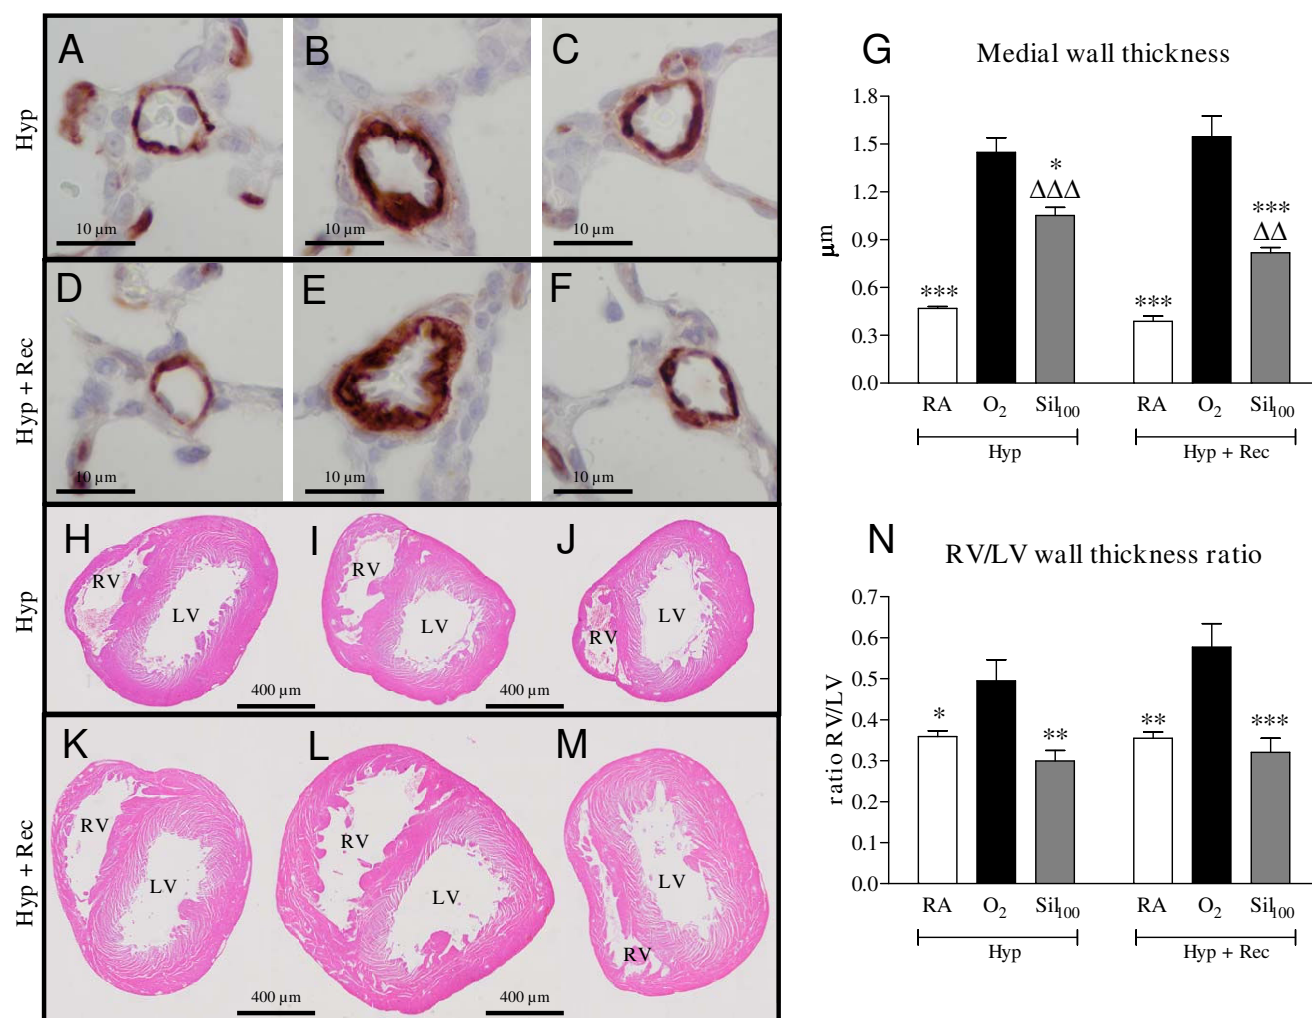 A
B
C
Hyp
10 µm
10 µm
10 µm
D
E
F
Hyp + Rec
10 µm
10 µm
10 µm
G
Medial wall thickness
µm
1.8
1.5
1.2
0.9
0.6
0.3
0.0
***
*
ΔΔΔ
***
***
ΔΔ
RA
O2
Sil100
RA
O2
Sil100
Hyp
Hyp + Rec
H
I
J
Hyp
RV
LV
RV
LV
RV
LV
400 µm
400 µm
400 µm
K
L
M
Hyp + Rec
RV
LV
RV
LV
LV
RV
400 µm
400 µm
400 µm
N
RV/LV wall thickness ratio
ratio RV/LV
0.7
0.6
0.5
0.4
0.3
0.2
0.1
0.0
*
**
**
***
RA
O2
Sil100
RA
O2
Sil100
Hyp
Hyp + Rec